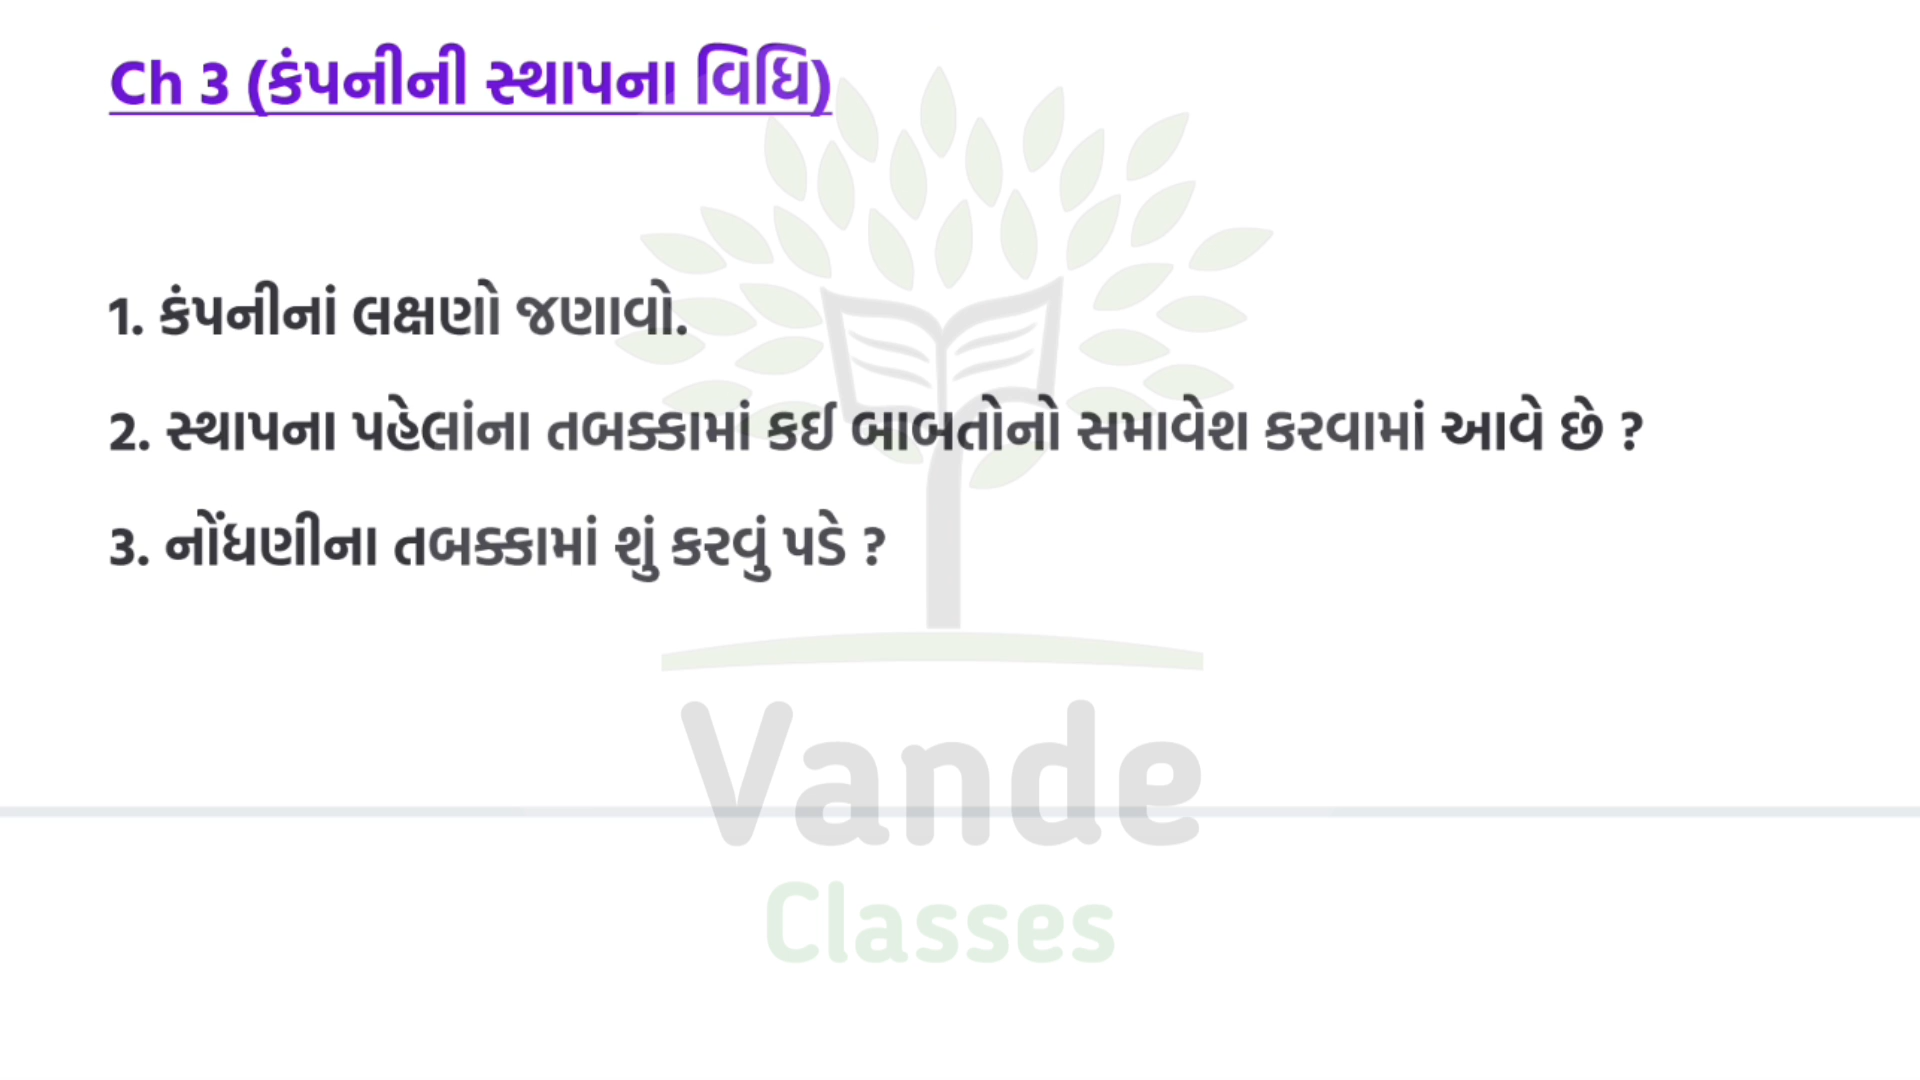 Ch 3 (કંપનીની સ્થાપના વિધિ)
1. કંપનીનાં લક્ષણો જણાવો.
2. સ્થાપના પહેલાંના તબક્કામાં કઈ બાબતોનો સમાવેશ કરવામાં આવે છે ?
3. નોંધણીના તબક્કામાં શું કરવું પડે ?
Vande
Classes